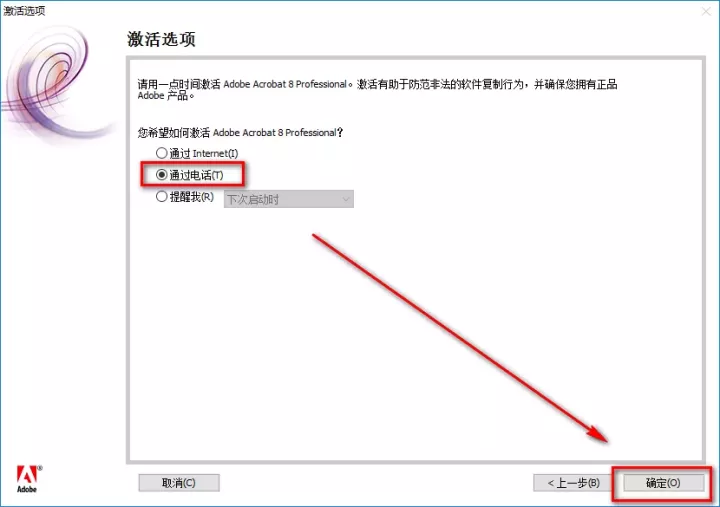 激活选项
激活选项
请用一点时间激活 Adobe Acrobat 8 Professional。激活有助于防范非法的软件复制行为，并确保您拥有正品
Adobe 产品。
您希望如何激活 Adobe Acrobat 8 Professional?
通过 Internet(I)
通过电话(T)
提醒我(R) 下次启动时
Adobe
取消(C) <上一步(B) 确定(O)